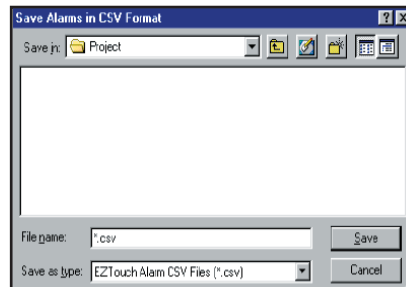 Save Alarms in CSV Format
Save in: Project
File name: *.csv Save
Save as type: EZTouch Alarm CSV Files (*.csv) Cancel